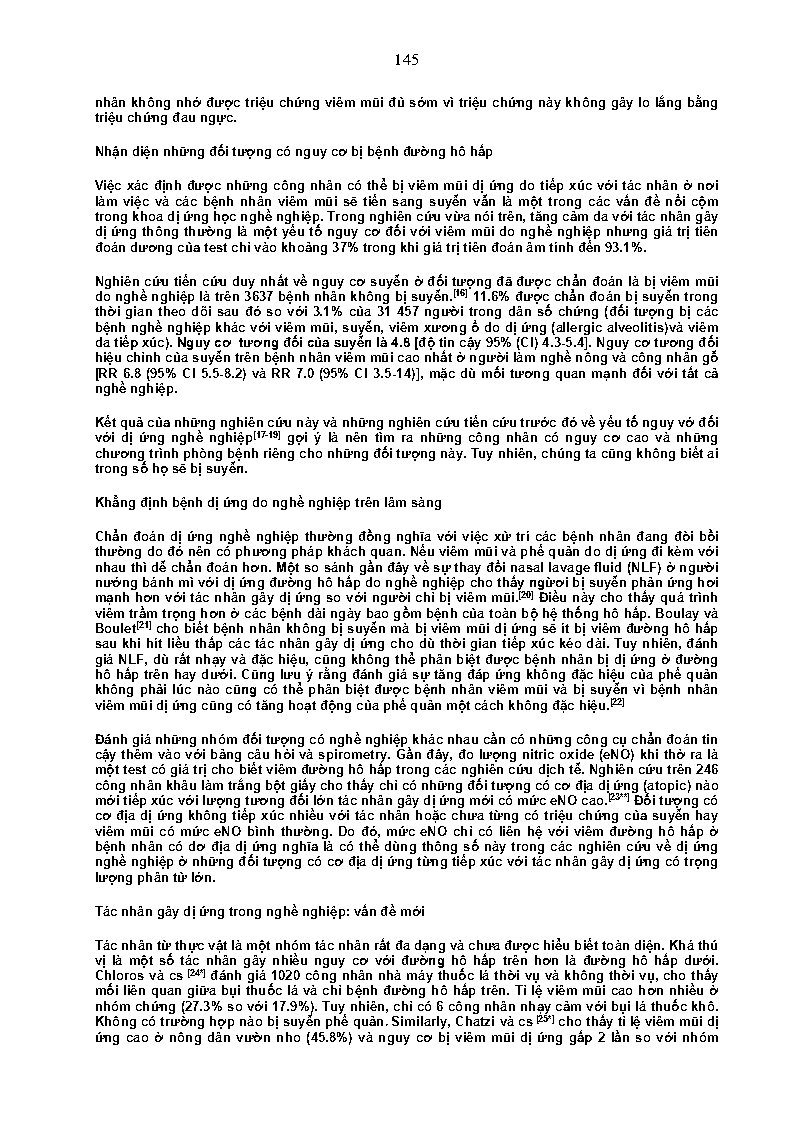 145
nhân không nhớ được triệu chứng viêm mũi đủ sớm vì triệu chứng này không gây lo lắng bằng
triệu chứng đau ngực.
Nhận diện những đối tượng có nguy cơ bị bệnh đường hô hấp
Việc xác định được những công nhân có thể bị viêm mũi dị ứng do tiếp xúc với tác nhân ở nơi
làm việc và các bệnh nhân viêm mũi sẽ tiến sang suyễn vẫn là một trong các vấn đề nổi cộm
trong khoa dị ứng học nghề nghiệp. Trong nghiên cứu vừa nói trên, tăng cảm da với tác nhân gây
dị ứng thông thường là một yếu tố nguy cơ đối với viêm mũi do nghề nghiệp nhưng giá trị tiên
đoán dương của test chỉ vào khoảng 37% trong khi giá trị tiên đoán âm tính đến 93.1%.
Nghiên cứu tiến cứu duy nhất về nguy cơ suyễn ở đối tượng đã được chẩn đoán là bị viêm mũi
do nghề nghiệp là trên 3637 bệnh nhân không bị suyễn.[16] 11.6% được chẩn đoán bị suyễn trong
thời gian theo dõi sau đó so với 3.1% của 31 457 người trong dân số chứng (đối tượng bị các
bệnh nghề nghiệp khác với viêm mũi, suyễn, viêm xương ổ do dị ứng (allergic alveolitis)và viêm
da tiếp xúc). Nguy cơ tương đối của suyễn là 4.8 [độ tin cậy 95% (CI) 4.3-5.4]. Nguy cơ tương đối
hiệu chỉnh của suyễn trên bệnh nhân viêm mũi cao nhất ở người làm nghề nông và công nhân gỗ
[RR 6.8 (95% CI 5.5-8.2) và RR 7.0 (95% CI 3.5-14)], mặc dù mối tương quan mạnh đối với tất cả
nghề nghiệp.
Kết quả của những nghiên cứu này và những nghiên cứu tiến cứu trước đó về yếu tố nguy vớ đối
với dị ứng nghề nghiệp[17-19] gợi ý là nên tìm ra những công nhân có nguy cơ cao và những
chương trình phòng bệnh riêng cho những đối tượng này. Tuy nhiên, chúng ta cũng không biết ai
trong số họ sẽ bị suyễn.
Khẳng định bệnh dị ứng do nghề nghiệp trên lâm sàng
Chẩn đoán dị ứng nghề nghiệp thường đồng nghĩa với việc xử trí các bệnh nhân đang đòi bồi
thường do đó nên có phương pháp khách quan. Nếu viêm mũi và phế quản do dị ứng đi kèm với
nhau thì dễ chẩn đoán hơn. Một so sánh gần đây về sự thay đổi nasal lavage fluid (NLF) ở người
nướng bánh mì với dị ứng đường hô hấp do nghề nghiệp cho thấy người bị suyễn phản ứng hơi
mạnh hơn với tác nhân gây dị ứng so với người chỉ bị viêm mũi.[20] Điều này cho thấy quá trình
viêm trầm trọng hơn ở các bệnh dài ngày bao gồm bệnh của toàn bộ hệ thống hô hấp. Boulay và
Boulet[21] cho biết bệnh nhân không bị suyễn mà bị viêm mũi dị ứng sẽ ít bị viêm đường hô hấp
sau khi hít liều thấp các tác nhân gây dị ứng cho dù thời gian tiếp xúc kéo dài. Tuy nhiên, đánh
giá NLF, dù rất nhạy và đặc hiệu, cũng không thể phân biệt được bệnh nhân bị dị ứng ở đường
hô hấp trên hay dưới. Cũng lưu ý rằng đánh giá sự tăng đáp ứng không đặc hiệu của phế quản
không phải lúc nào cũng có thể phân biệt được bệnh nhân viêm mũi và bị suyễn vì bệnh nhân
viêm mũi dị ứng cũng có tăng hoạt động của phế quản một cách không đặc hiệu.[22]
Đánh giá những nhóm đối tượng có nghề nghiệp khác nhau cần có những công cụ chẩn đoán tin
cậy thêm vào với bảng câu hỏi và spirometry. Gần đây, đo lượng nitric oxide (eNO) khi thở ra là
một test có giá trị cho biết viêm đường hô hấp trong các nghiên cứu dịch tễ. Nghiên cứu trên 246
công nhân khâu làm trắng bột giấy cho thấy chỉ có những đối tượng có cơ địa dị ứng (atopic) nào
mới tiếp xúc với lượng tương đối lớn tác nhân gây dị ứng mới có mức eNO cao.[23**] Đối tượng có
cơ địa dị ứng không tiếp xúc nhiều với tác nhân hoặc chưa từng có triệu chứng của suyễn hay
viêm mũi có mức eNO bình thường. Do đó, mức eNO chỉ có liên hệ với viêm đường hô hấp ở
bệnh nhân có dơ địa dị ứng nghĩa là có thể dùng thông số này trong các nghiên cứu về dị ứng
nghề nghiệp ở những đối tượng có cơ địa dị ứng từng tiếp xúc với tác nhân gây dị ứng có trọng
lượng phân tử lớn.
Tác nhân gây dị ứng trong nghề nghiệp: vấn đề mới
Tác nhân từ thực vật là một nhóm tác nhân rất đa dạng và chưa được hiểu biết toàn diện. Khá thú
vị là một số tác nhân gây nhiều nguy cơ với đường hô hấp trên hơn là đường hô hấp dưới.
Chloros và cs [24*] đánh giá 1020 công nhân nhà máy thuốc lá thời vụ và không thời vụ, cho thấy
mối liên quan giữa bụi thuốc lá và chỉ bệnh đường hô hấp trên. Tỉ lệ viêm mũi cao hơn nhiều ở
nhóm chứng (27.3% so với 17.9%). Tuy nhiên, chỉ có 6 công nhân nhạy cảm với bụi lá thuốc khô.
Không có trường hợp nào bị suyễn phế quản. Similarly, Chatzi và cs [25*] cho thấy tỉ lệ viêm mũi dị
ứng cao ở nông dân vườn nho (45.8%) và nguy cơ bị viêm mũi dị ứng gấp 2 lần so với nhóm